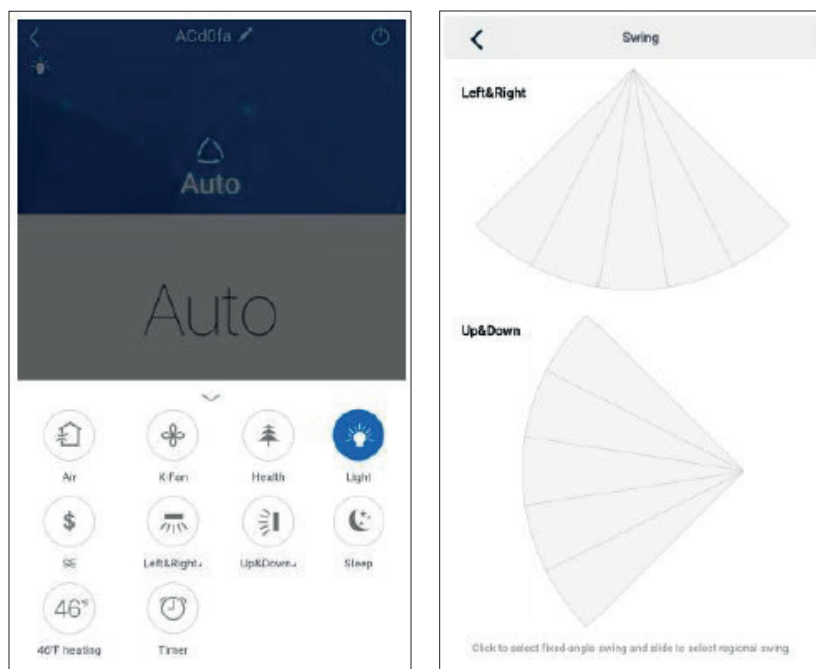 ACd0fa
Auto
Auto
Air
X-Fan
Health
Light
$
SE
Left&Right
Up&Down
Sleep
46°F
46°F heating
Timer
Swing
Left&Right
Up&Down
Click to select fixed-angle swing and slide to select regional swing